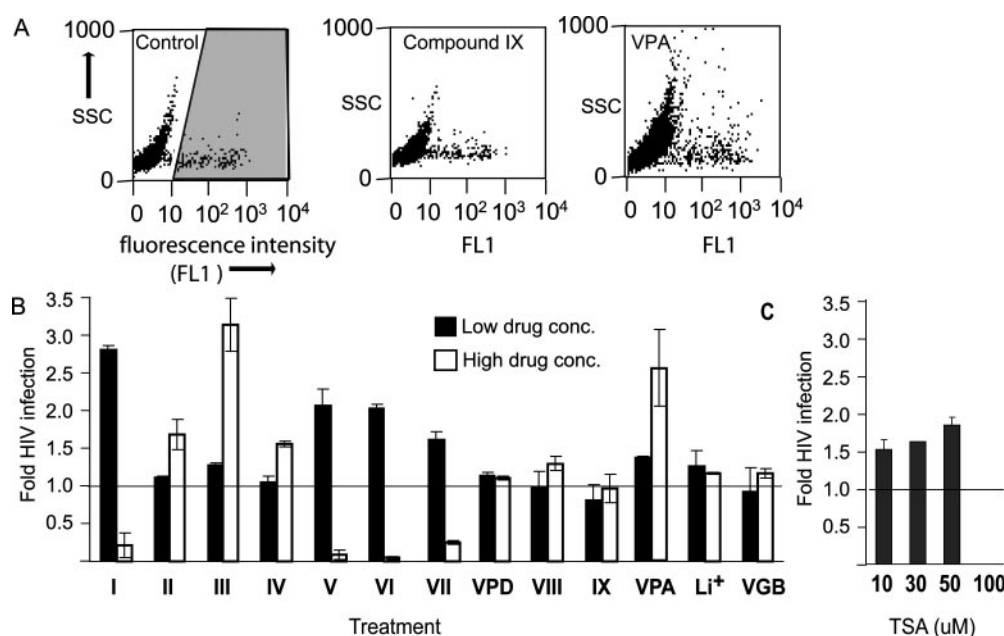 A
1000
Control
SSC
0
0 10 10² 10³ 10⁴
fluorescence intensity
(FL1)
1000
Compound IX
SSC
0
0 10 10² 10³ 10⁴
FL1
1000
VPA
SSC
0
0 10 10² 10³ 10⁴
FL1
B
Fold HIV infection
3.5
3.0
2.5
2.0
1.5
1.0
0.5
Low drug conc.
High drug conc.
I II III IV V VI VII VPD VIII IX VPA Li⁺ VGB
Treatment
C
Fold HIV infection
3.5
3.0
2.5
2.0
1.5
1.0
0.5
10 30 50 100
TSA (uM)